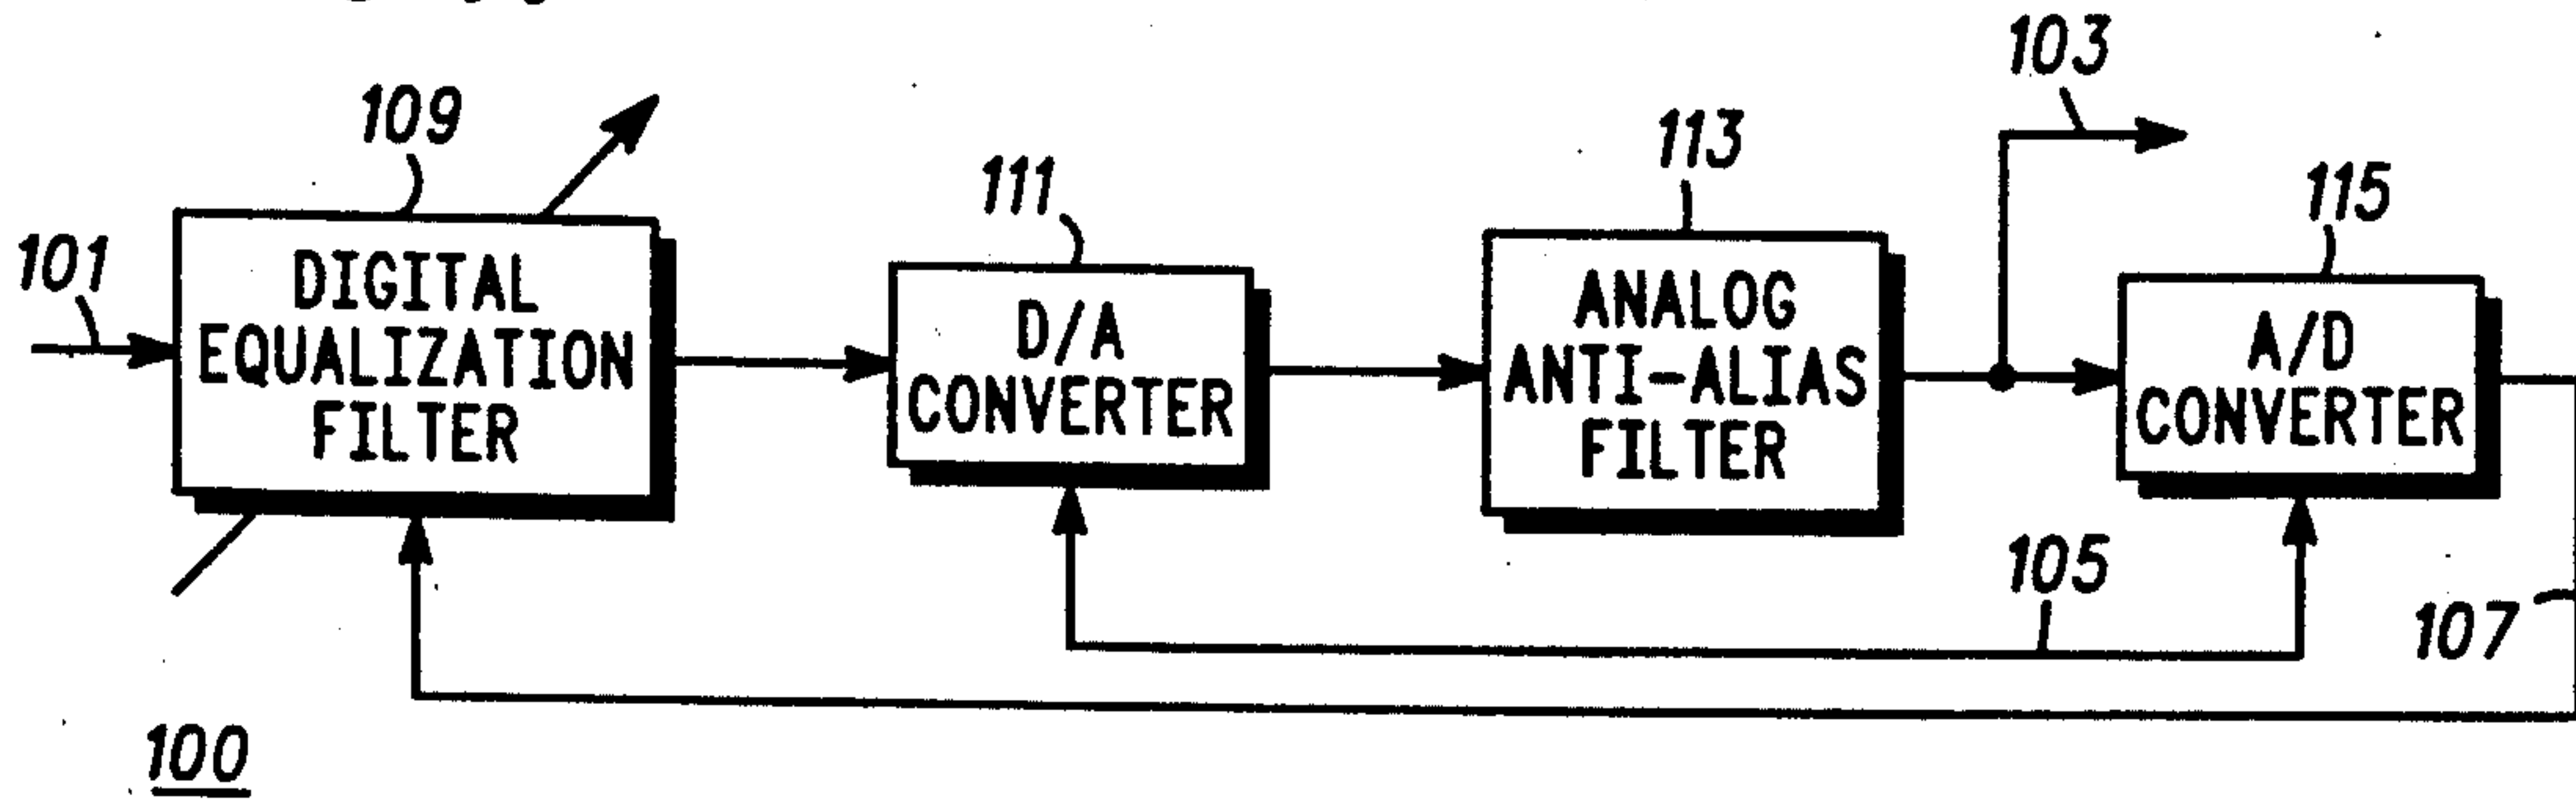 103
109
113
111
115
101
DIGITAL
EQUALIZATION
FILTER
D/A
CONVERTER
ANALOG
ANTI-ALIAS
FILTER
A/D
CONVERTER
105
107
100